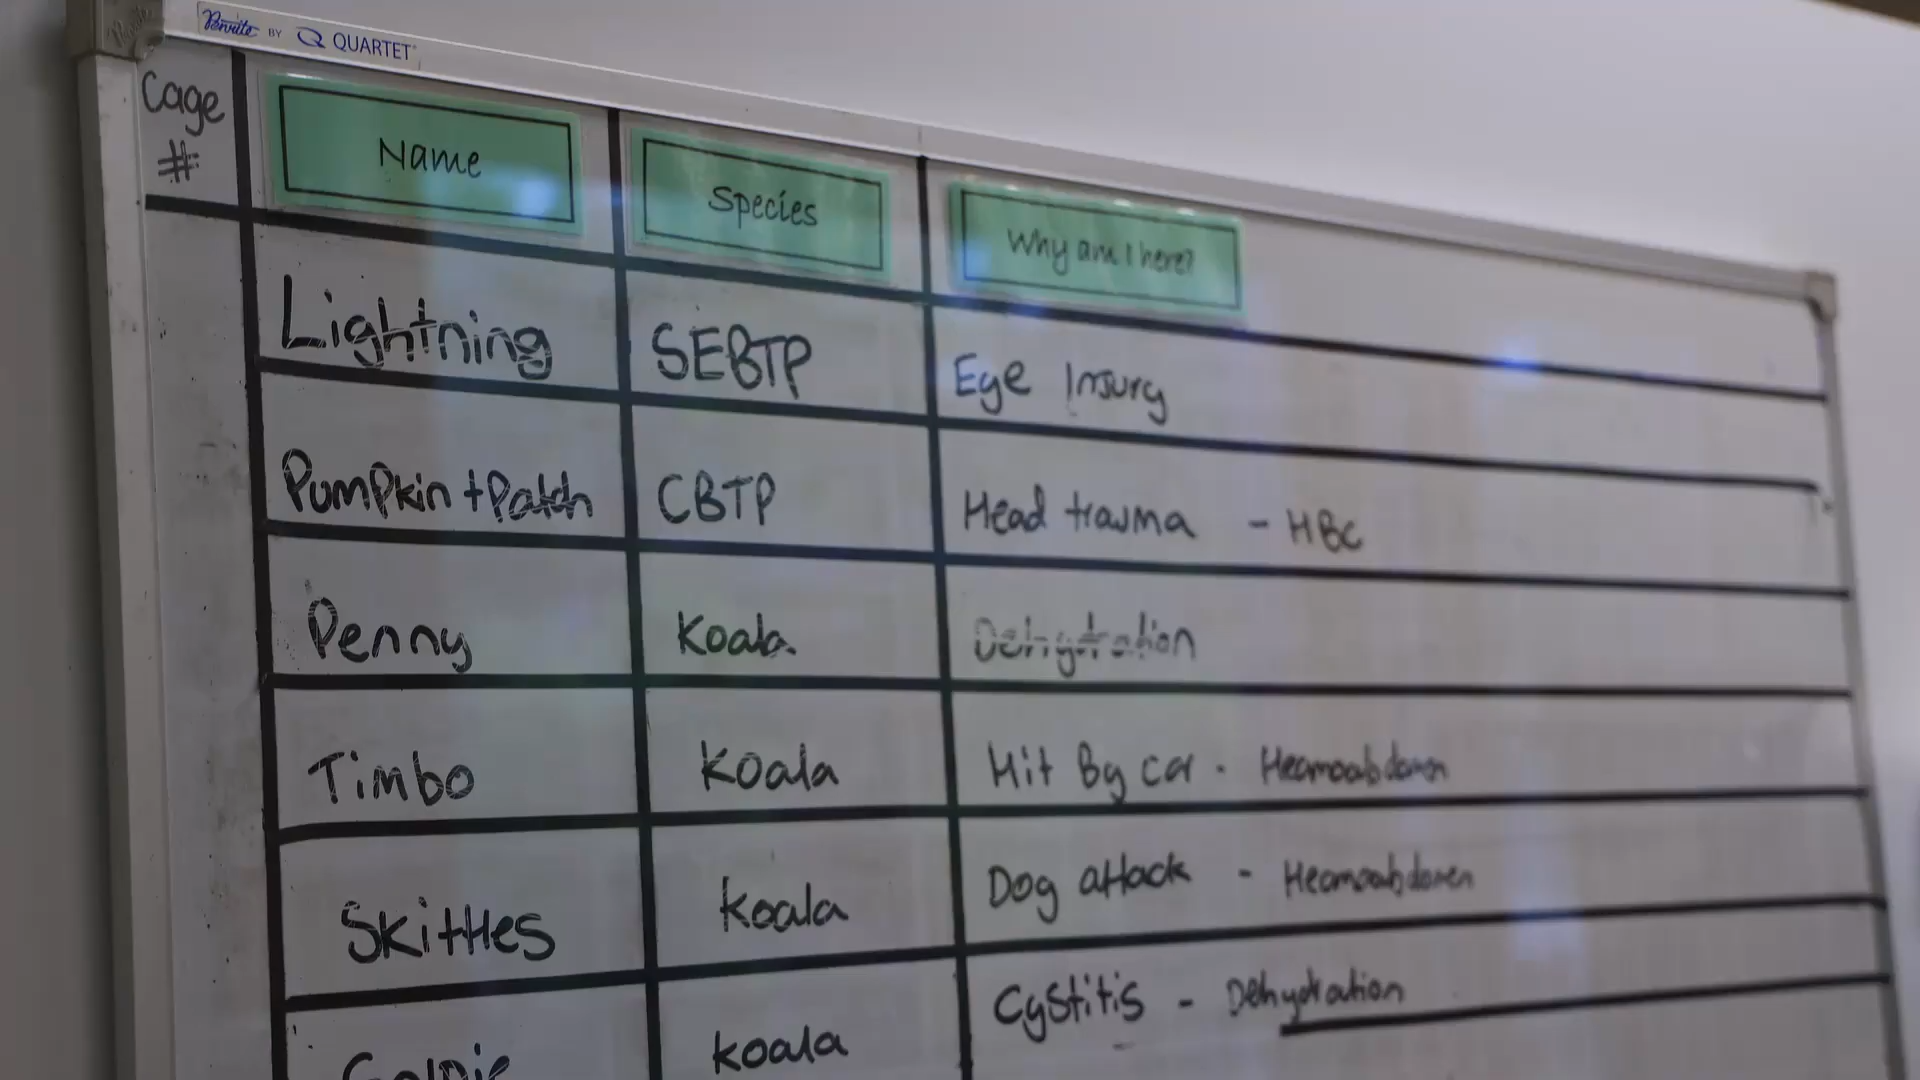 Penrite BY QUARTET
Cage
#
Name
Species
Why am I here?
Lightning
SEBTP
Eye Injury
Pumpkin + Patch
CBTP
Head trauma - HBC
Penny
Koala
Dehydration
Timbo
Koala
Hit By car - Heamoabdomen
Skittles
Koala
Dog attack - Heamoabdomen
Koala
Cystitis - Dehydration